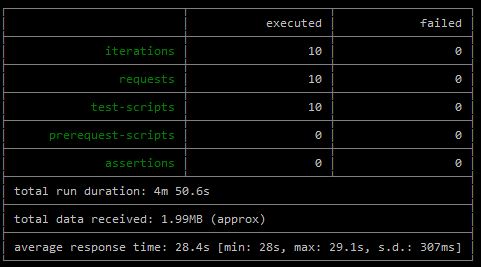 executed failed
iterations 10 0
requests 10 0
test-scripts 10 0
prerequest-scripts 0 0
assertions 0 0
total run duration: 4m 50.6s
total data received: 1.99MB (approx)
average response time: 28.4s [min: 28s, max: 29.1s, s.d.: 307ms]